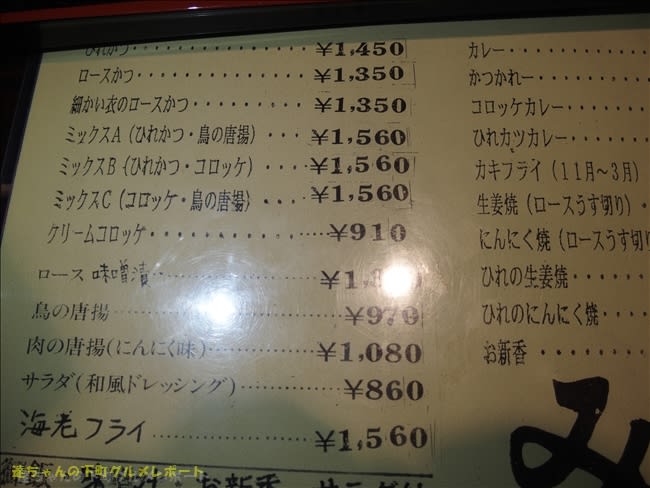 ひれかつ ¥1,450
ロースかつ ¥1,350
細かい衣のロースかつ ¥1,350
ミックスA(ひれかつ・鳥の唐揚) ¥1,560
ミックスB(ひれかつ・コロッケ) ¥1,560
ミックスC(コロッケ・鳥の唐揚) ¥1,560
クリームコロッケ ¥910
ロース味噌漬
鳥の唐揚 ¥970
肉の唐揚(にんにく味) ¥1,080
サラダ(和風ドレッシング) ¥860
海老フライ ¥1,560
カレー
かつかれー
コロッケカレー
ひれカツカレー
カキフライ(11月~3月)
生姜焼(ロースうす切り)
にんにく焼(ロースうす切り
ひれの生姜焼
ひれのにんにく焼
お新香
み
お新香
蓮ちゃんの下町グルメレポート